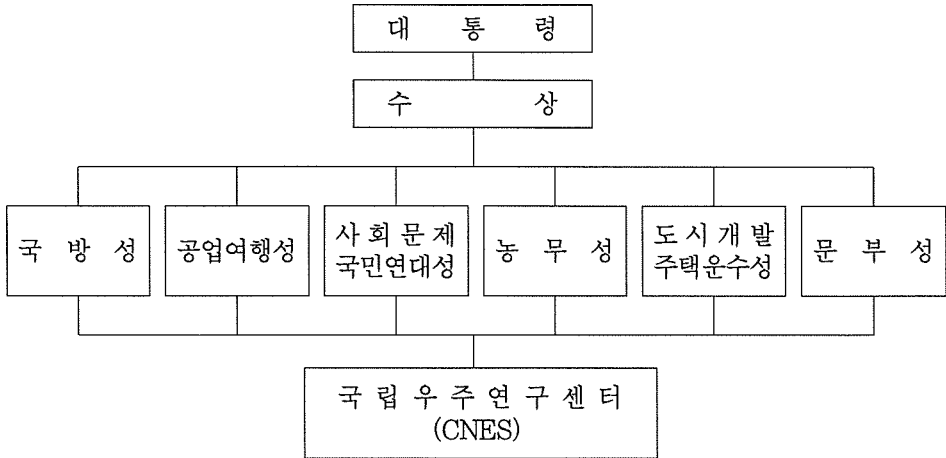 대 통 령
수 상
국 방 성
공업여행성
사 회 문 제
국민연대성
농 무 성
도 시 개 발
주택운수성
문 부 성
국 립 우 주 연 구 센 터
(CNES)